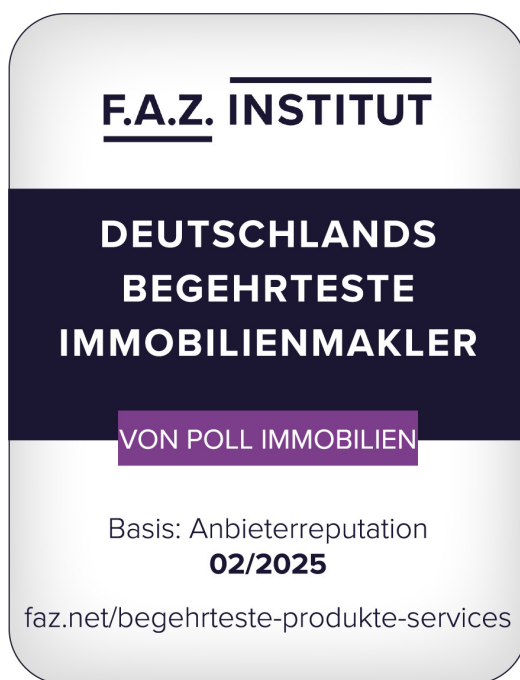 F.A.Z. INSTITUT
DEUTSCHLANDS
BEGEHRTESTE
IMMOBILIENMAKLER
VON POLL IMMOBILIEN
Basis: Anbieterreputation
02/2025
faz.net/begehrteste-produkte-services